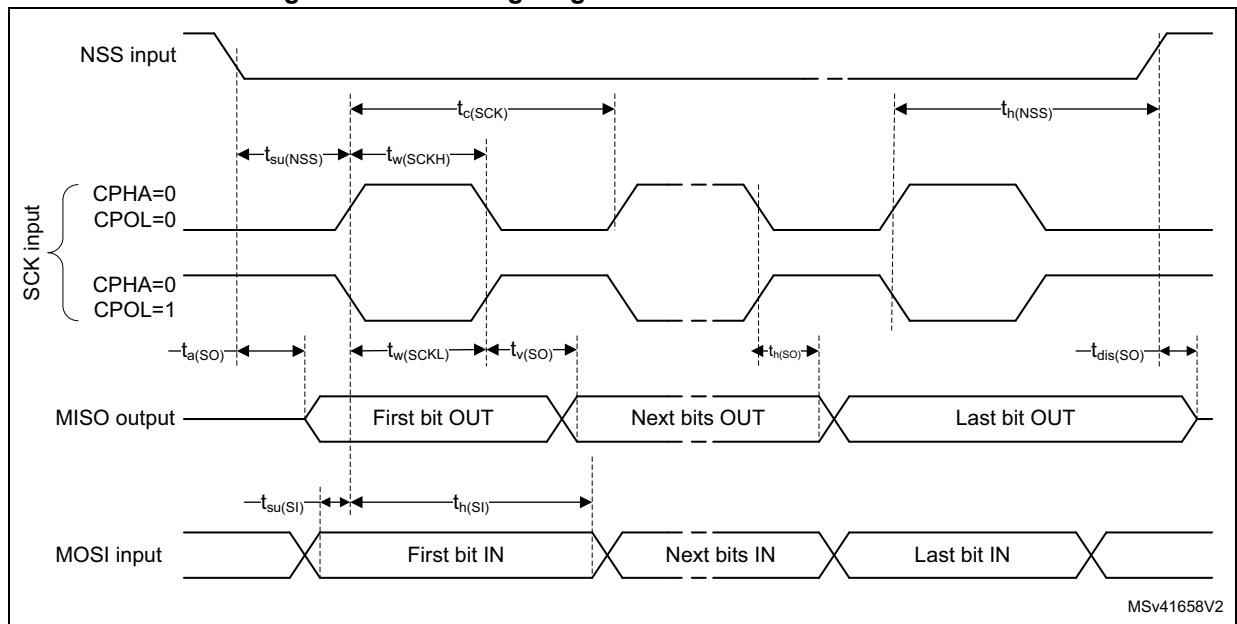 NSS input
tc(SCK)
th(NSS)
tsu(NSS)
tw(SCKH)
SCK input
CPHA=0
CPOL=0
CPHA=0
CPOL=1
ta(SO)
tw(SCKL)
tv(SO)
th(SO)
tdis(SO)
MISO output
First bit OUT
Next bits OUT
Last bit OUT
tsu(SI)
th(SI)
MOSI input
First bit IN
Next bits IN
Last bit IN
MSv41658V2